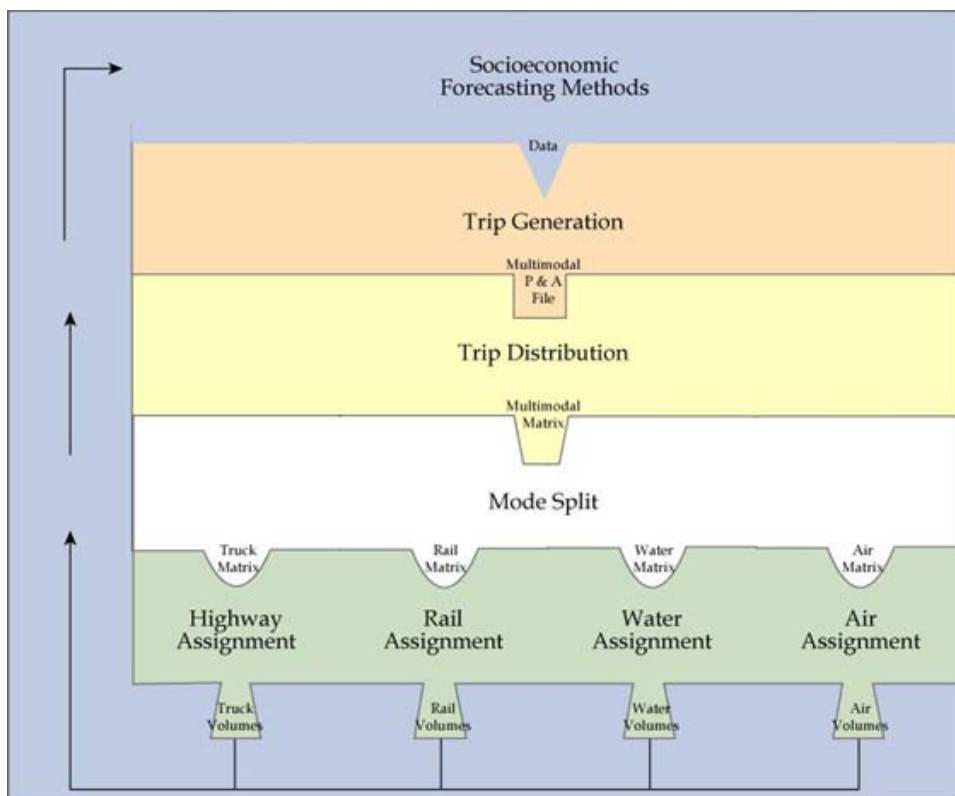 Socioeconomic
Forecasting Methods
Data
Trip Generation
Multimodal
P & A
File
Trip Distribution
Multimodal
Matrix
Mode Split
Truck
Matrix
Rail
Matrix
Water
Matrix
Air
Matrix
Highway
Assignment
Rail
Assignment
Water
Assignment
Air
Assignment
Truck
Volumes
Rail
Volumes
Water
Volumes
Air
Volumes